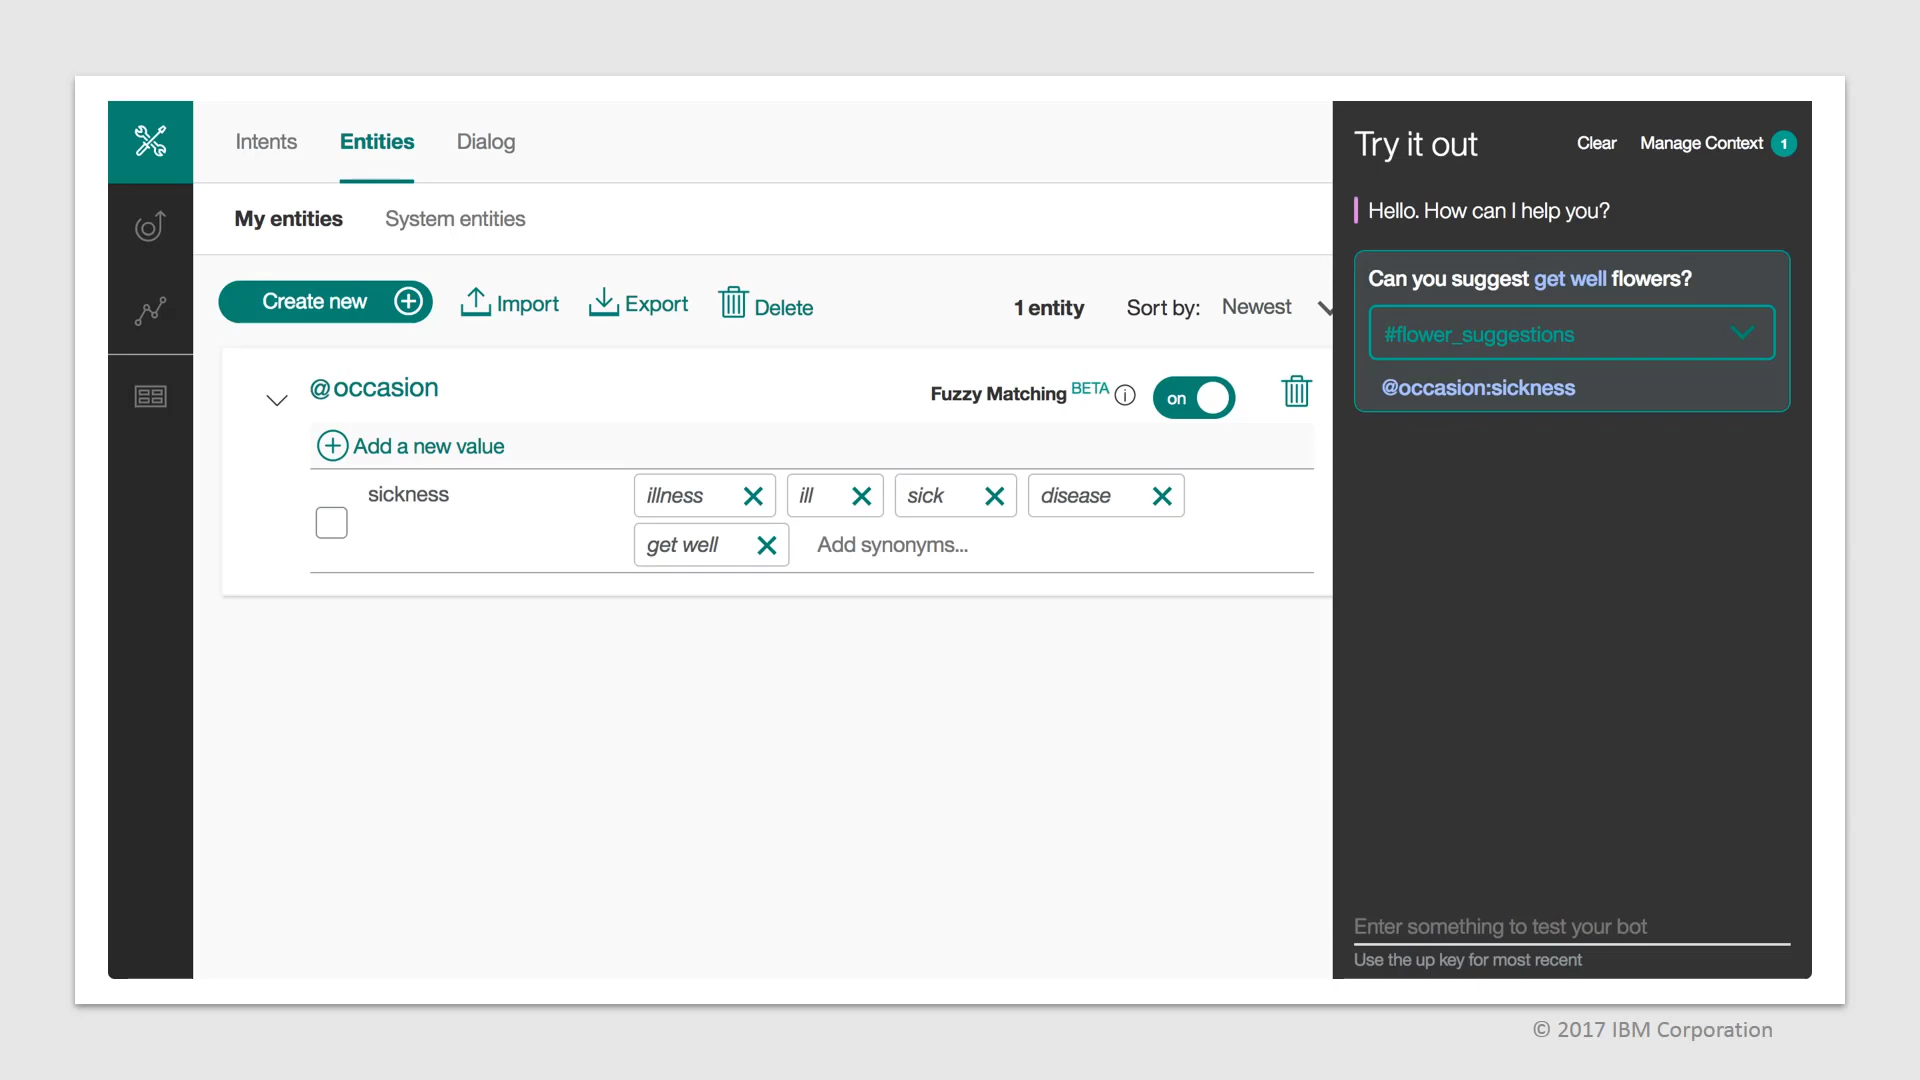 Intents Entities Dialog
My entities System entities
Create new Import Export Delete 1 entity Sort by: Newest
@occasion Fuzzy Matching BETA on
Add a new value
sickness illness ill sick disease
get well Add synonyms...
Try it out Clear Manage Context 1
Hello. How can I help you?
Can you suggest get well flowers?
#flower_suggestions
@occasion:sickness
Enter something to test your bot
Use the up key for most recent
© 2017 IBM Corporation